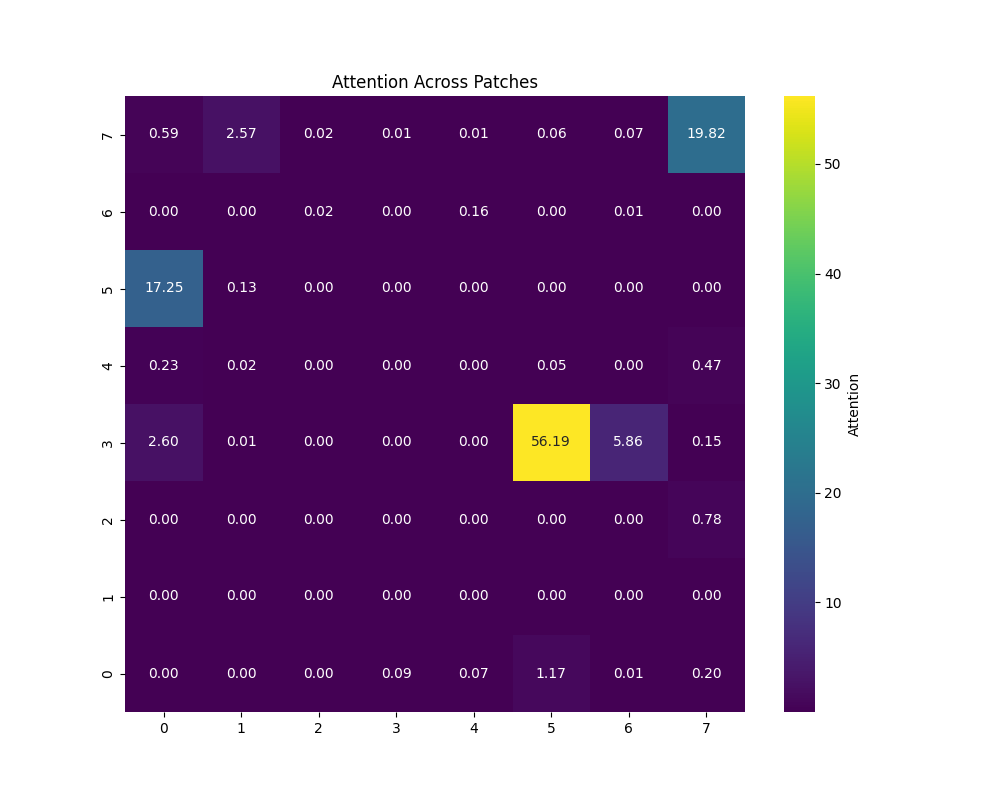 Attention Across Patches
7 0.59 2.57 0.02 0.01 0.01 0.06 0.07 19.82
6 0.00 0.00 0.02 0.00 0.16 0.00 0.01 0.00
5 17.25 0.13 0.00 0.00 0.00 0.00 0.00 0.00
4 0.23 0.02 0.00 0.00 0.00 0.05 0.00 0.47
3 2.60 0.01 0.00 0.00 0.00 56.19 5.86 0.15
2 0.00 0.00 0.00 0.00 0.00 0.00 0.00 0.78
1 0.00 0.00 0.00 0.00 0.00 0.00 0.00 0.00
0 0.00 0.00 0.00 0.09 0.07 1.17 0.01 0.20
0 1 2 3 4 5 6 7
50
40
30
20
10
Attention